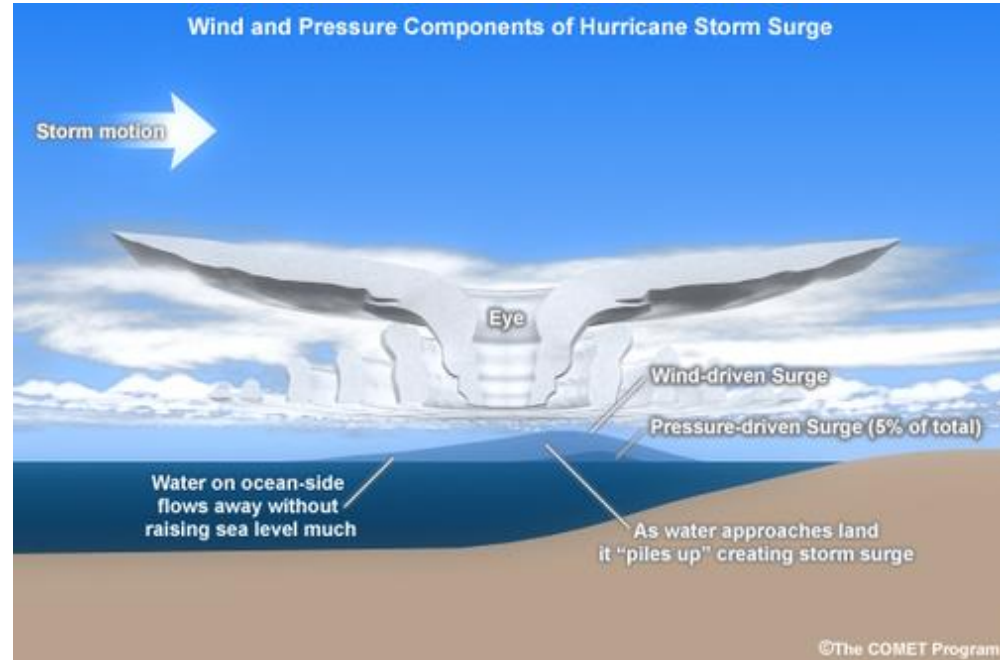 Wind and Pressure Components of Hurricane Storm Surge
Storm motion
Eye
Wind-driven Surge
Pressure-driven Surge (5% of total)
Water on ocean-side
flows away without
raising sea level much
As water approaches land
it “piles up” creating storm surge
©The COMET Program